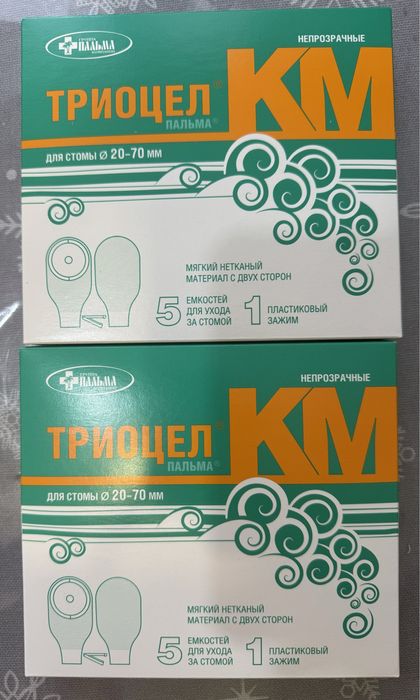 ГРУППА
ПАЛЬМА
НЕПРОЗРАЧНЫЕ
ТРИОЦЕЛ®
КМ
ПАЛЬМА®
ДЛЯ СТОМЫ Ø 20-70 ММ
МЯГКИЙ НЕТКАНЫЙ
МАТЕРИАЛ С ДВУХ СТОРОН
5 ЕМКОСТЕЙ
ДЛЯ УХОДА
ЗА СТОМОЙ
1 ПЛАСТИКОВЫЙ
ЗАЖИМ
ГРУППА
ПАЛЬМА
НЕПРОЗРАЧНЫЕ
ТРИОЦЕЛ®
КМ
ПАЛЬМА®
ДЛЯ СТОМЫ Ø 20-70 ММ
МЯГКИЙ НЕТКАНЫЙ
МАТЕРИАЛ С ДВУХ СТОРОН
5 ЕМКОСТЕЙ
ДЛЯ УХОДА
ЗА СТОМОЙ
1 ПЛАСТИКОВЫЙ
ЗАЖИМ